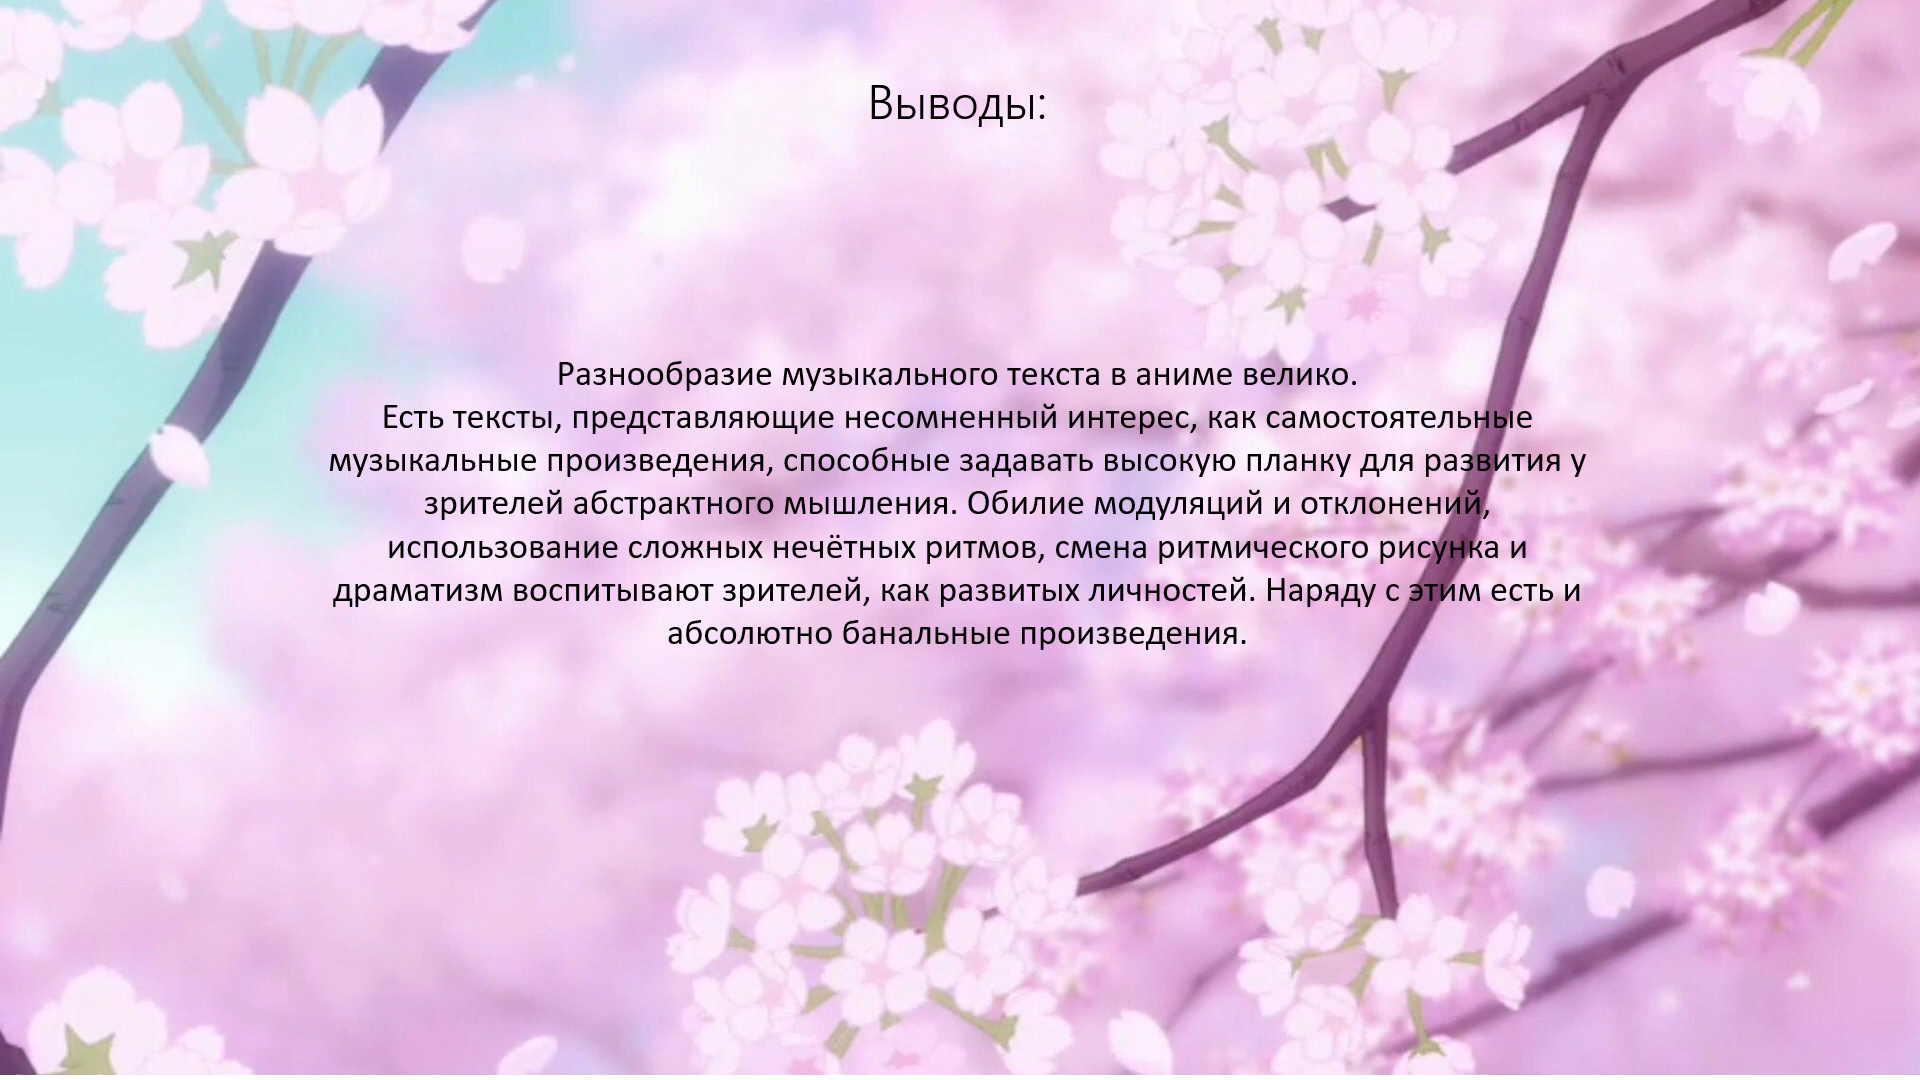 Выводы:
Разнообразие музыкального текста в аниме велико.
Есть тексты, представляющие несомненный интерес, как самостоятельные
музыкальные произведения, способные задавать высокую планку для развития у
зрителей абстрактного мышления. Обилие модуляций и отклонений,
использование сложных нечётных ритмов, смена ритмического рисунка и
драматизм воспитывают зрителей, как развитых личностей. Наряду с этим есть и
абсолютно банальные произведения.